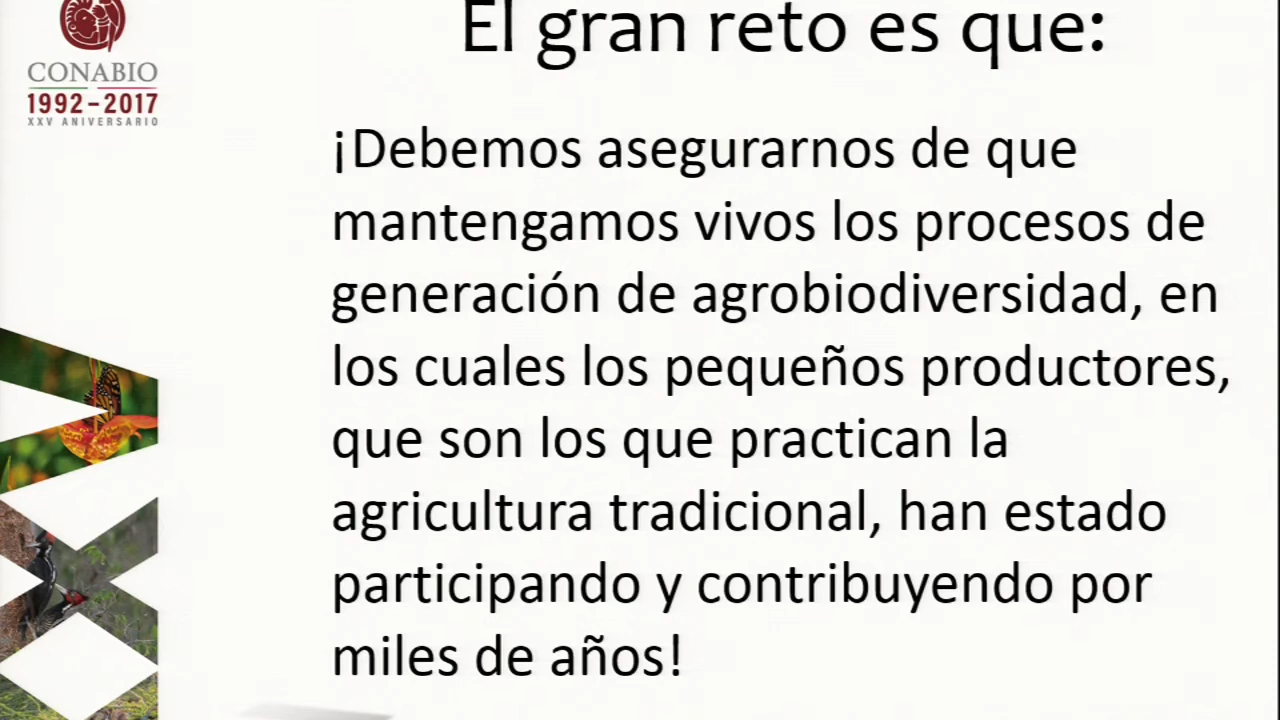 CONABIO
1992-2017
XXV ANIVERSARIO
El gran reto es que:
¡Debemos asegurarnos de que
mantengamos vivos los procesos de
generación de agrobiodiversidad, en
los cuales los pequeños productores,
que son los que practican la
agricultura tradicional, han estado
participando y contribuyendo por
miles de años!